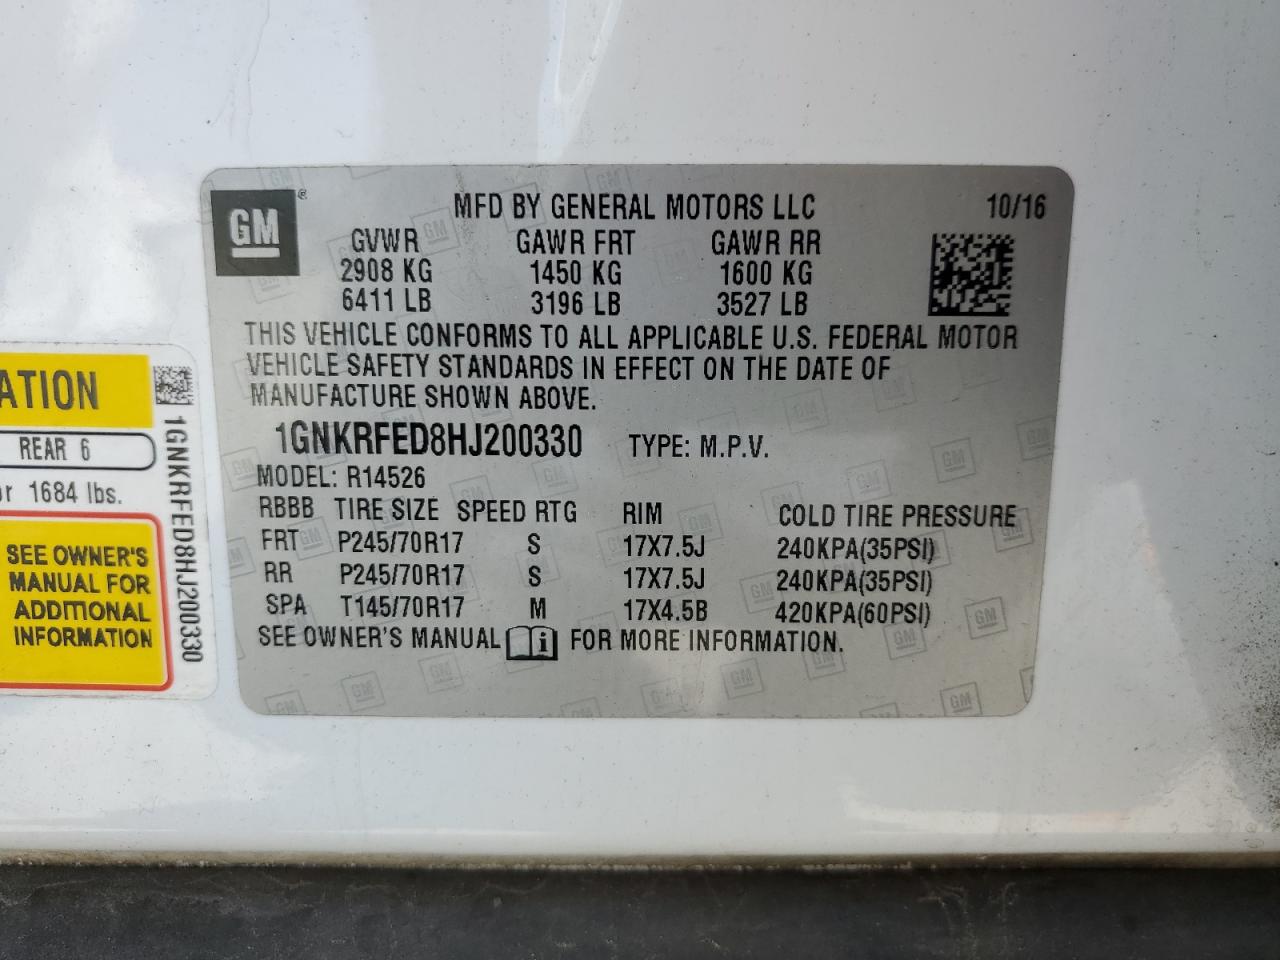 GM
MFD BY GENERAL MOTORS LLC 10/16
GVWR GAWR FRT GAWR RR
2908 KG 1450 KG 1600 KG
6411 LB 3196 LB 3527 LB
THIS VEHICLE CONFORMS TO ALL APPLICABLE U.S. FEDERAL MOTOR
VEHICLE SAFETY STANDARDS IN EFFECT ON THE DATE OF
MANUFACTURE SHOWN ABOVE.
1GNKRFED8HJ200330 TYPE: M.P.V.
MODEL: R14526
RBBB TIRE SIZE SPEED RTG RIM COLD TIRE PRESSURE
FRT P245/70R17 S 17X7.5J 240KPA(35PSI)
RR P245/70R17 S 17X7.5J 240KPA(35PSI)
SPA T145/70R17 M 17X4.5B 420KPA(60PSI)
SEE OWNER'S MANUAL FOR MORE INFORMATION.
ATION
REAR 6
or 1684 lbs.
SEE OWNER'S
MANUAL FOR
ADDITIONAL
INFORMATION
1GNKRFED8HJ200330